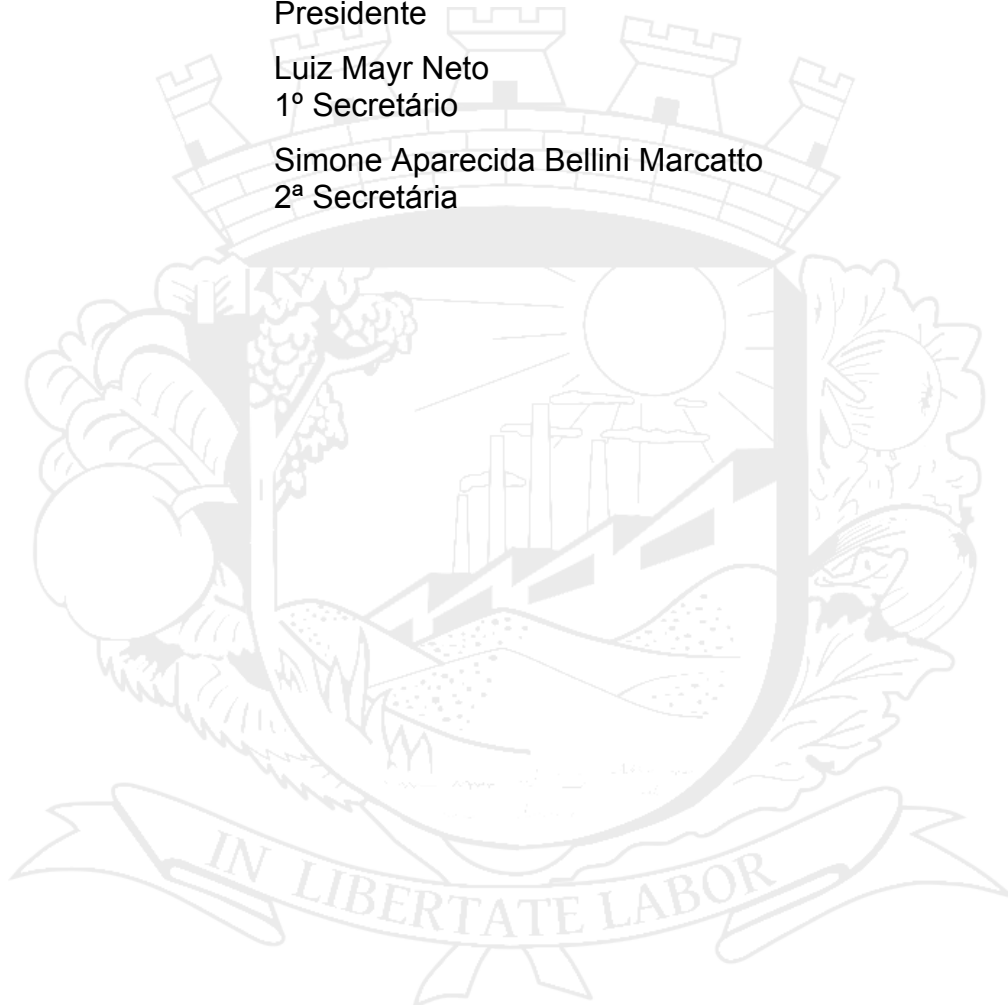 Presidente
Luiz Mayr Neto
1º Secretário
Simone Aparecida Bellini Marcatto
2ª Secretária
IN LIBERTATE LABOR